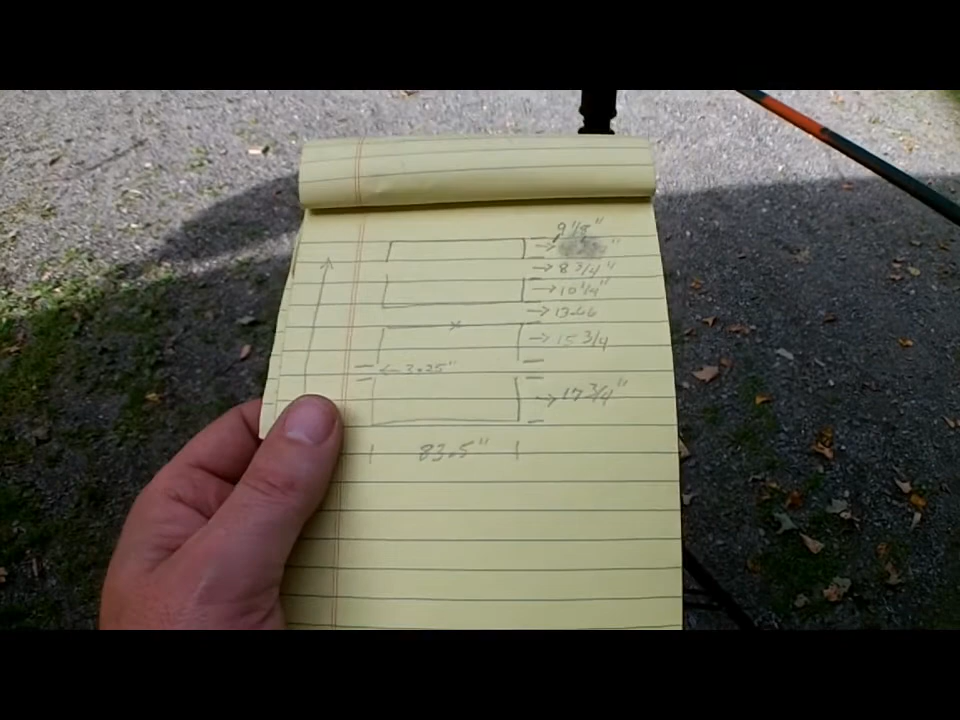 9 1/8"
→ "
→ 8 3/4"
→ 10 1/4"
→ 13.66
→ 15 3/4
← 3.25"
→ 17 3/4"
83.5"